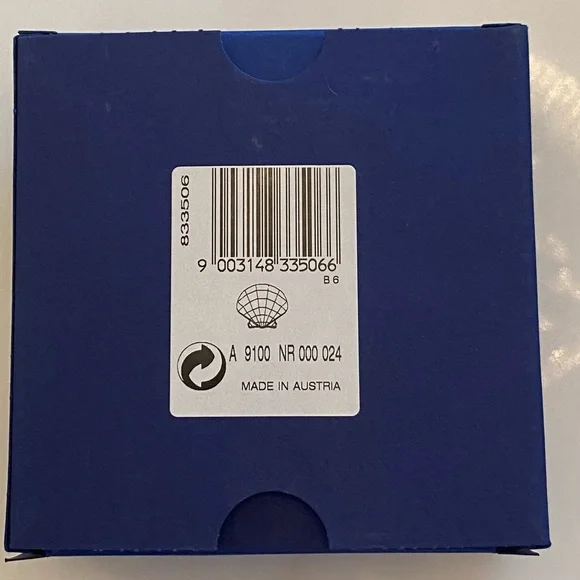 833506
9 003148 335066
B 6
A 9100 NR 000 024
MADE IN AUSTRIA